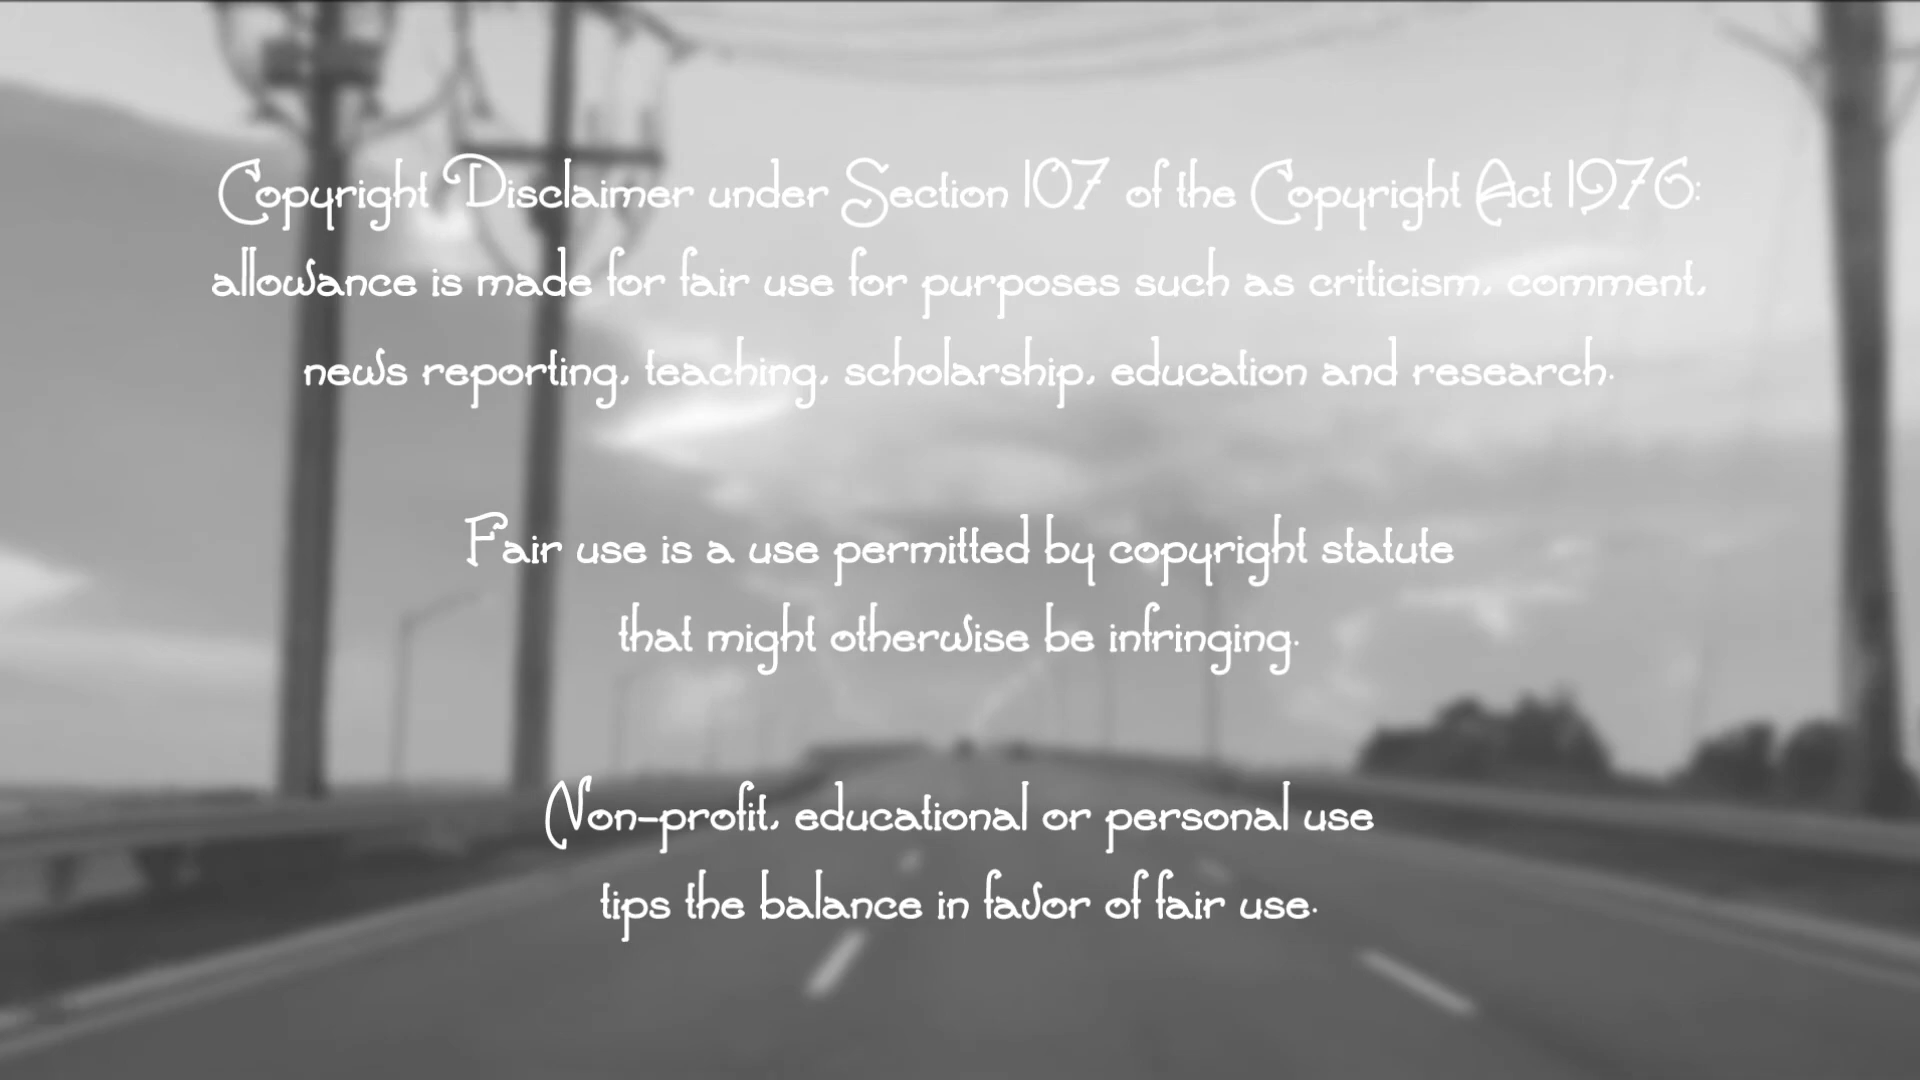 Copyright Disclaimer under Section 107 of the Copyright Act 1976:
allowance is made for fair use for purposes such as criticism, comment,
news reporting, teaching, scholarship, education and research.
Fair use is a use permitted by copyright statute
that might otherwise be infringing.
Non-profit, educational or personal use
tips the balance in favor of fair use.